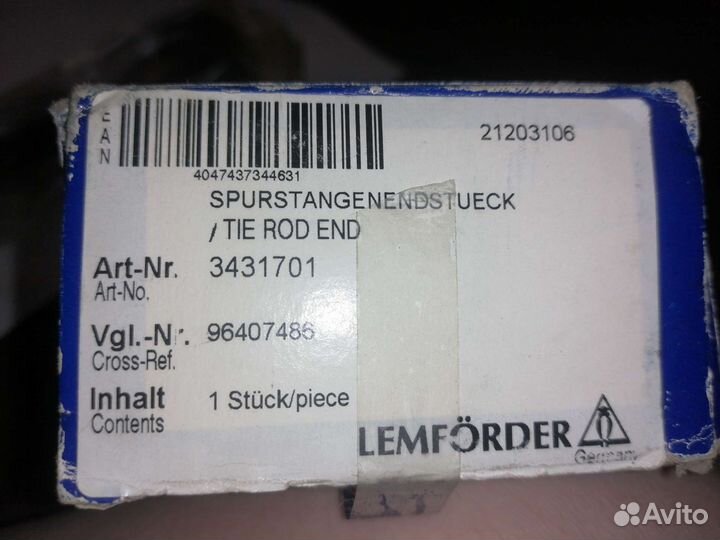 EAN
4047437344631
21203106
SPURSTANGENENDSTUECK
/ TIE ROD END
Art-Nr. 3431701
Art-No.
Vgl.-Nr. 96407486
Cross-Ref.
Inhalt 1 Stück/piece
Contents
LEMFÖRDER
Germany
Avito